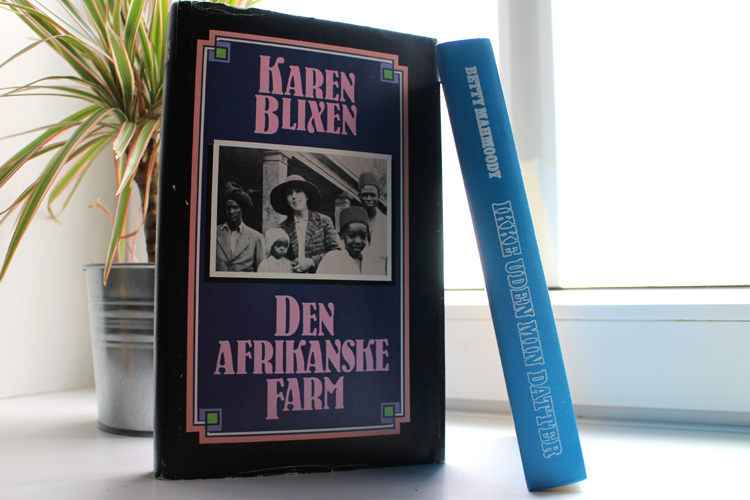 KAREN
BLIXEN
DEN
AFRIKANSKE
FARM
BETTY MAHMOODY
IKKE UDEN MIN DATTER